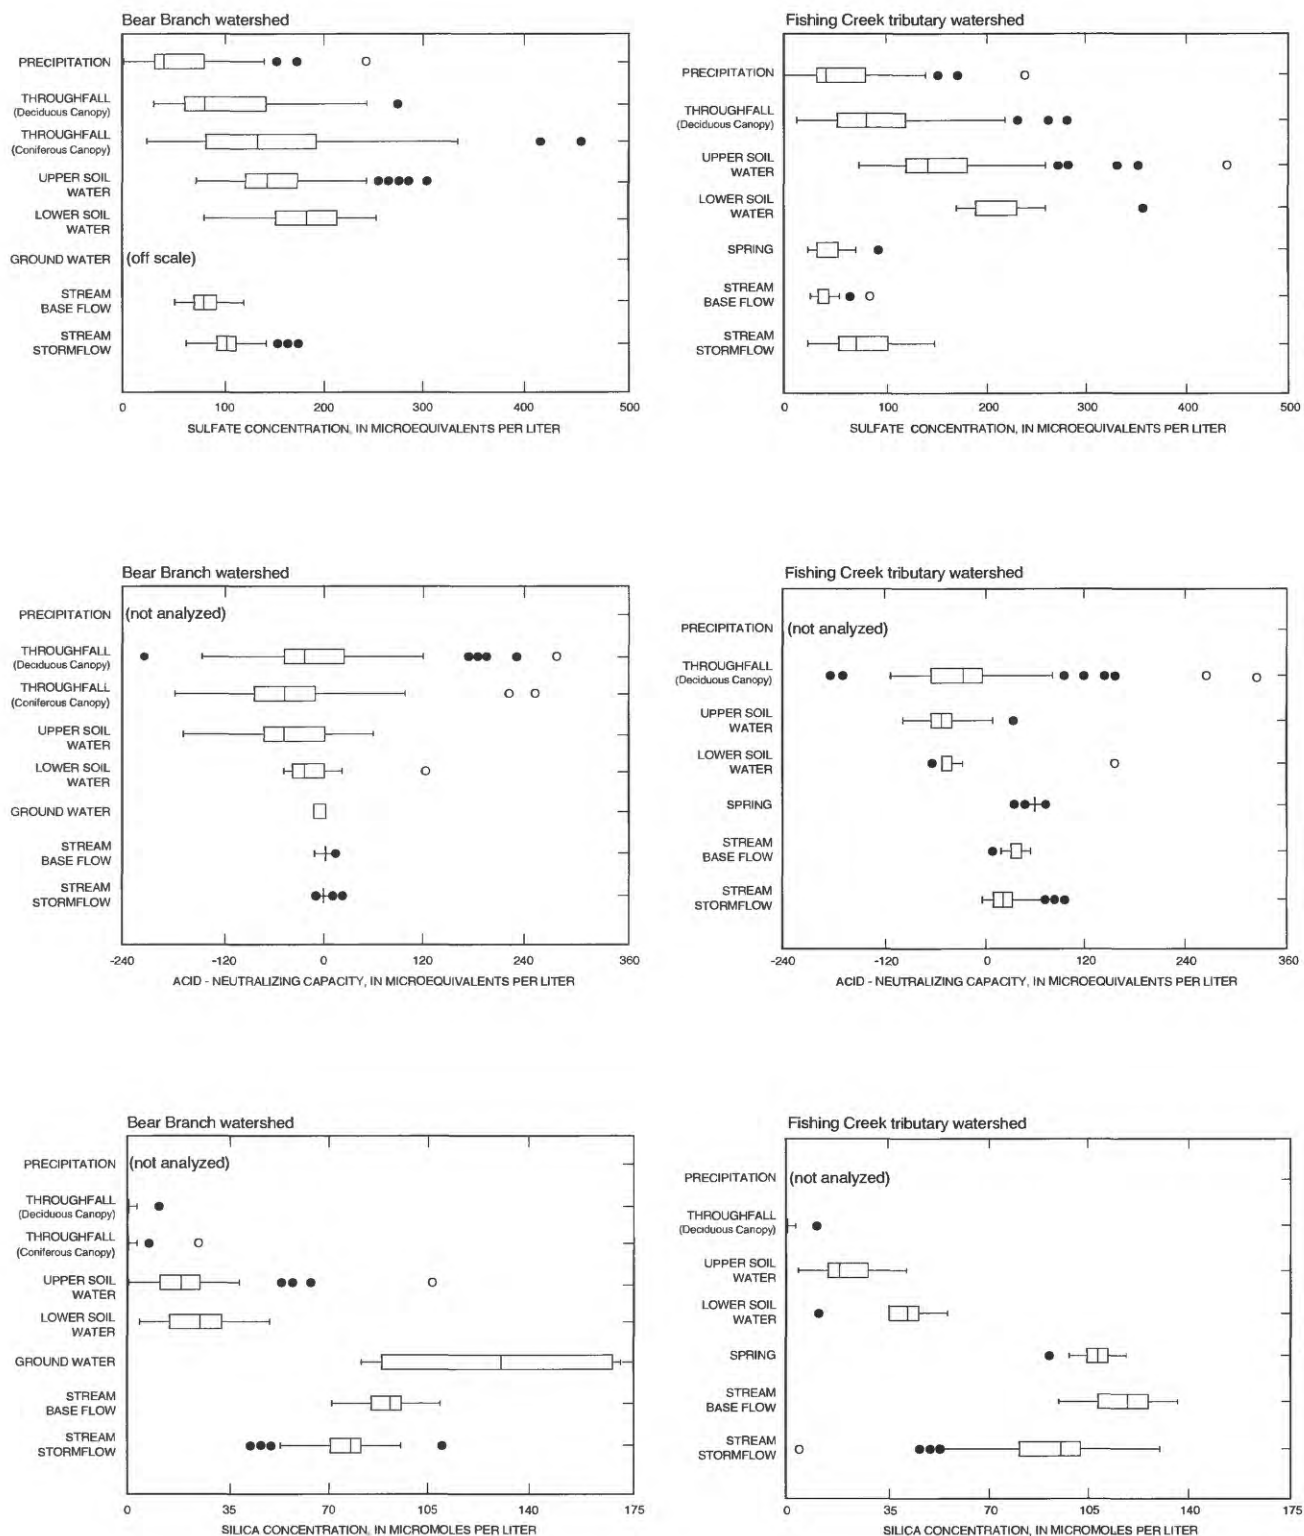 Bear Branch watershed
PRECIPITATION
THROUGHFALL
(Deciduous Canopy)
THROUGHFALL
(Coniferous Canopy)
UPPER SOIL
WATER
LOWER SOIL
WATER
GROUND WATER
(off scale)
STREAM
BASE FLOW
STREAM
STORMFLOW
0 100 200 300 400 500
SULFATE CONCENTRATION, IN MICROEQUIVALENTS PER LITER
Fishing Creek tributary watershed
PRECIPITATION
THROUGHFALL
(Deciduous Canopy)
UPPER SOIL
WATER
LOWER SOIL
WATER
SPRING
STREAM
BASE FLOW
STREAM
STORMFLOW
0 100 200 300 400 500
SULFATE CONCENTRATION, IN MICROEQUIVALENTS PER LITER
Bear Branch watershed
PRECIPITATION
(not analyzed)
THROUGHFALL
(Deciduous Canopy)
THROUGHFALL
(Coniferous Canopy)
UPPER SOIL
WATER
LOWER SOIL
WATER
GROUND WATER
STREAM
BASE FLOW
STREAM
STORMFLOW
-240 -120 0 120 240 360
ACID - NEUTRALIZING CAPACITY, IN MICROEQUIVALENTS PER LITER
Fishing Creek tributary watershed
PRECIPITATION
(not analyzed)
THROUGHFALL
(Deciduous Canopy)
UPPER SOIL
WATER
LOWER SOIL
WATER
SPRING
STREAM
BASE FLOW
STREAM
STORMFLOW
-240 -120 0 120 240 360
ACID - NEUTRALIZING CAPACITY, IN MICROEQUIVALENTS PER LITER
Bear Branch watershed
PRECIPITATION
(not analyzed)
THROUGHFALL
(Deciduous Canopy)
THROUGHFALL
(Coniferous Canopy)
UPPER SOIL
WATER
LOWER SOIL
WATER
GROUND WATER
STREAM
BASE FLOW
STREAM
STORMFLOW
0 35 70 105 140 175
SILICA CONCENTRATION, IN MICROMOLES PER LITER
Fishing Creek tributary watershed
PRECIPITATION
(not analyzed)
THROUGHFALL
(Deciduous Canopy)
UPPER SOIL
WATER
LOWER SOIL
WATER
SPRING
STREAM
BASE FLOW
STREAM
STORMFLOW
0 35 70 105 140 175
SILICA CONCENTRATION, IN MICROMOLES PER LITER